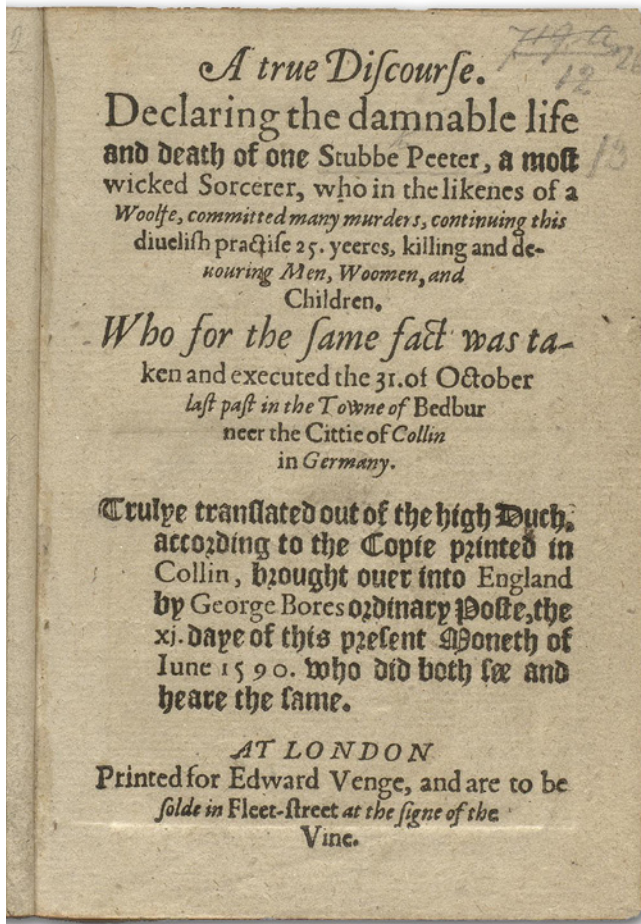 A true Diſcourſe.
Declaring the damnable life
and death of one Stubbe Peeter, a moſt
wicked Sorcerer, who in the likenes of a
Woolfe, committed many murders, continuing this
diueliſh practiſe 25. yeeres, killing and de-
uouring Men, Woomen, and
Children.
Who for the ſame fact was ta-
ken and executed the 31. of October
laſt paſt in the Towne of Bedbur
neer the Cittie of Collin
in Germany.
Trulye tranſlated out of the high Duch,
according to the Copie printed in
Collin, brought ouer into England
by George Bores ordinary Poſte, the
xj. daye of this preſent Moneth of
Iune 1590. who did both ſee and
heare the ſame.
AT LONDON
Printed for Edward Venge, and are to be
ſolde in Fleet-ſtreet at the ſigne of the
Vine.